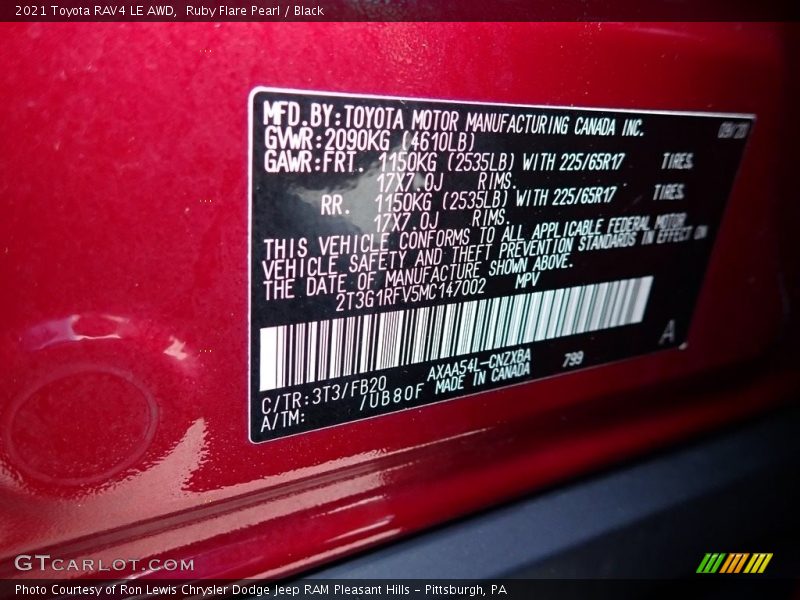 2021 Toyota RAV4 LE AWD,  Ruby Flare Pearl / Black
MFD.BY:TOYOTA MOTOR MANUFACTURING CANADA INC. 09/20
GVWR:2090KG (4610LB)
GAWR:FRT. 1150KG (2535LB) WITH 225/65R17 TIRES.
17X7.0J RIMS.
RR. 1150KG (2535LB) WITH 225/65R17 TIRES.
17X7.0J RIMS.
THIS VEHICLE CONFORMS TO ALL APPLICABLE FEDERAL MOTOR
VEHICLE SAFETY AND THEFT PREVENTION STANDARDS IN EFFECT ON
THE DATE OF MANUFACTURE SHOWN ABOVE.
2T3G1RFV5MC147002 MPV
A
C/TR:3T3/FB20 AXAA54L-CNZXBA 799
A/TM: /UB80F MADE IN CANADA
GTCARLOT.COM
Photo Courtesy of Ron Lewis Chrysler Dodge Jeep RAM Pleasant Hills - Pittsburgh, PA